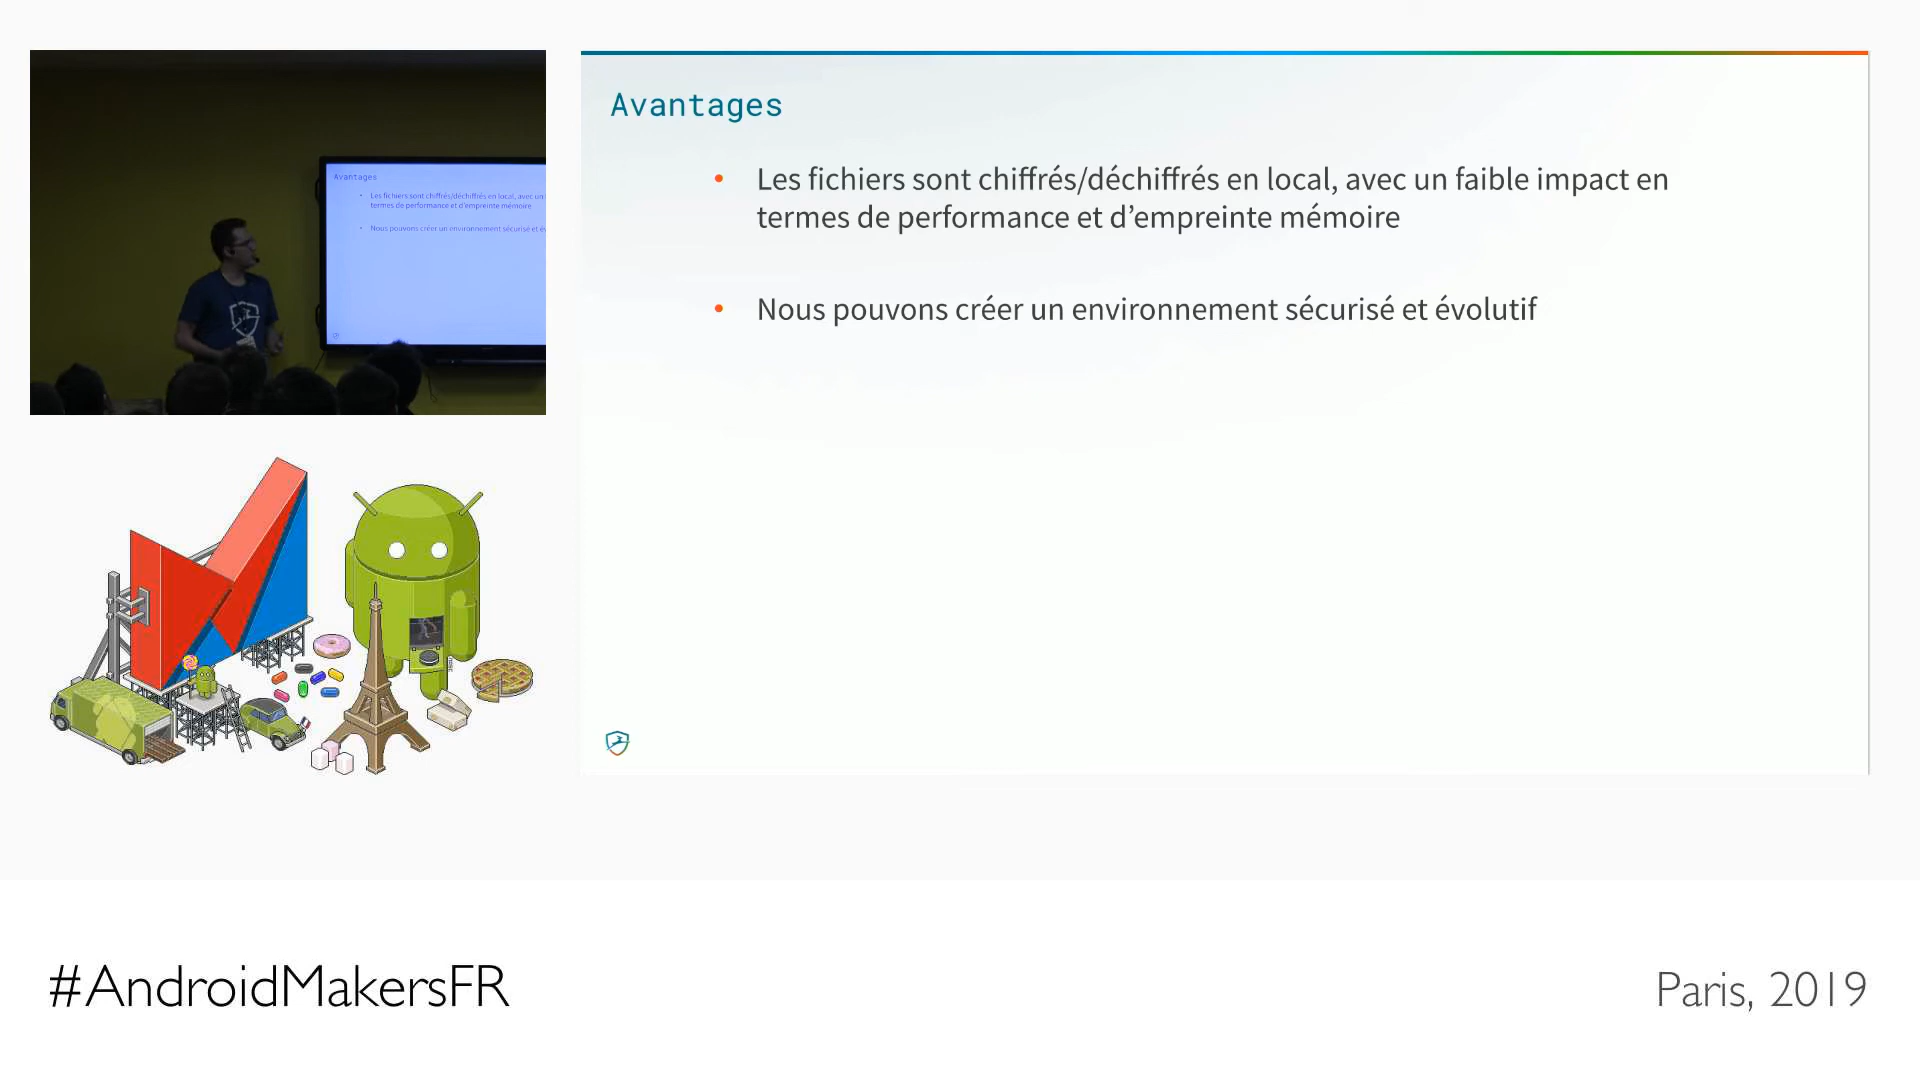 Avantages
Les fichiers sont chiffrés/déchiffrés en local, avec un
termes de performance et d'empreinte mémoire
Nous pouvons créer un environnement sécurisé et
Avantages
• Les fichiers sont chiffrés/déchiffrés en local, avec un faible impact en
termes de performance et d’empreinte mémoire
• Nous pouvons créer un environnement sécurisé et évolutif
#AndroidMakersFR
Paris, 2019